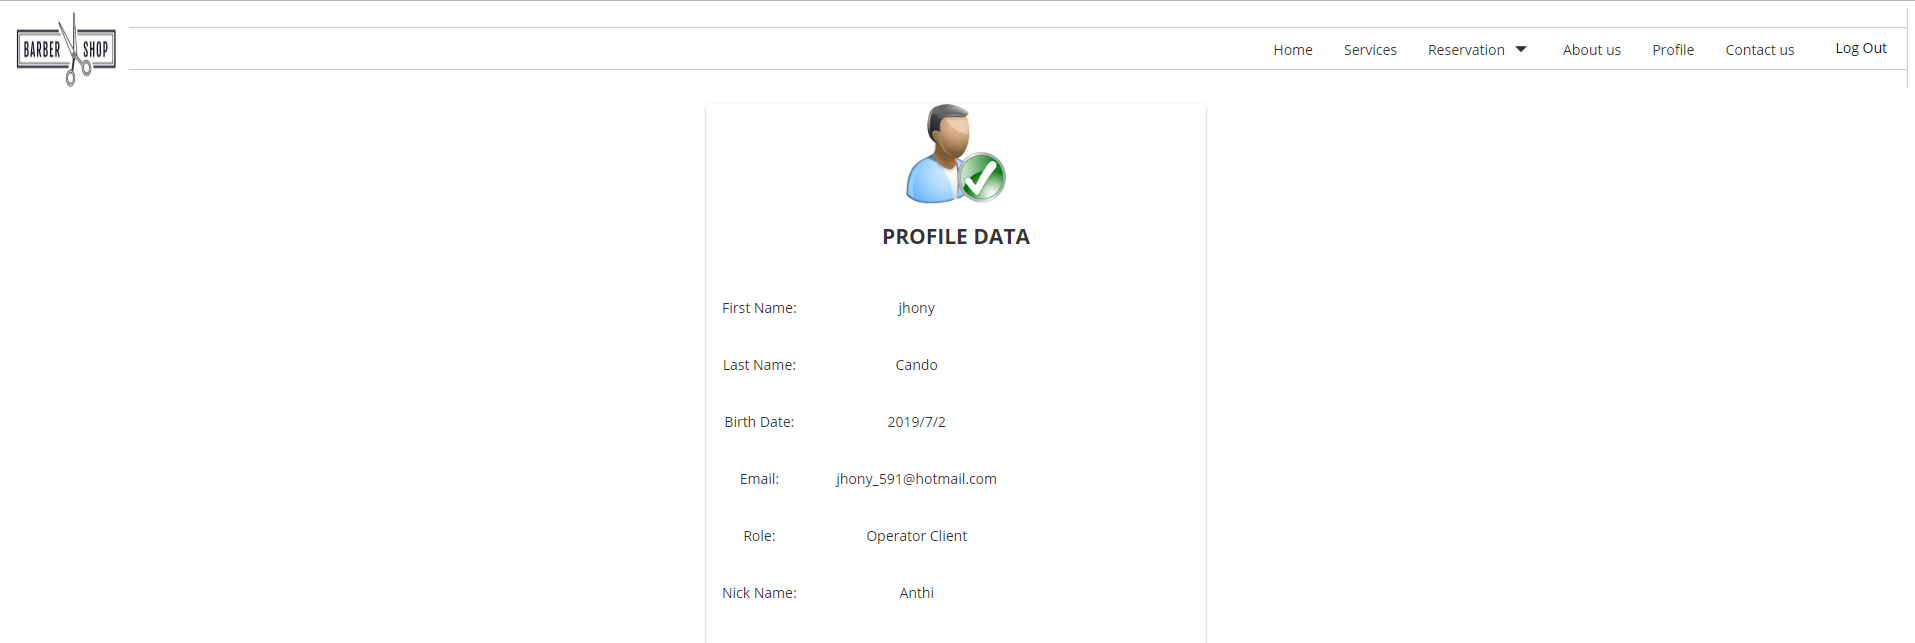 BARBER SHOP
Home Services Reservation About us Profile Contact us Log Out
PROFILE DATA
First Name: jhony
Last Name: Cando
Birth Date: 2019/7/2
Email: jhony_591@hotmail.com
Role: Operator Client
Nick Name: Anthi